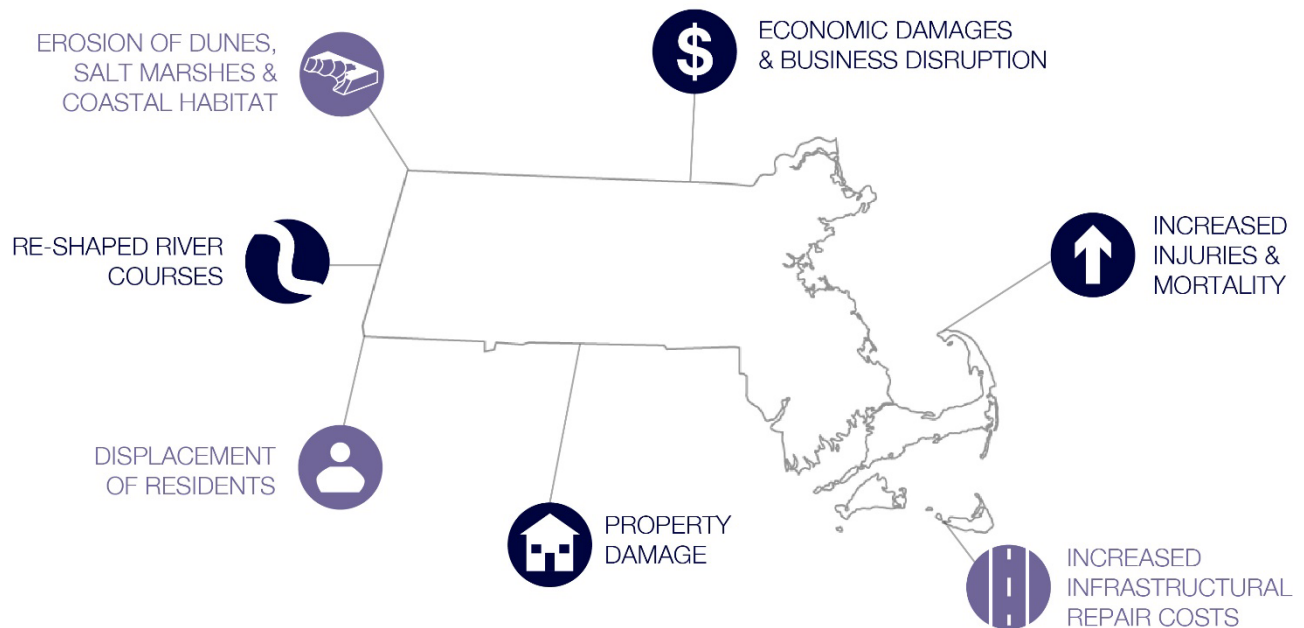 EROSION OF DUNES,
SALT MARSHES &
COASTAL HABITAT
$
ECONOMIC DAMAGES
& BUSINESS DISRUPTION
RE-SHAPED RIVER
COURSES
INCREASED
INJURIES &
MORTALITY
DISPLACEMENT
OF RESIDENTS
PROPERTY
DAMAGE
INCREASED
INFRASTRUCTURAL
REPAIR COSTS